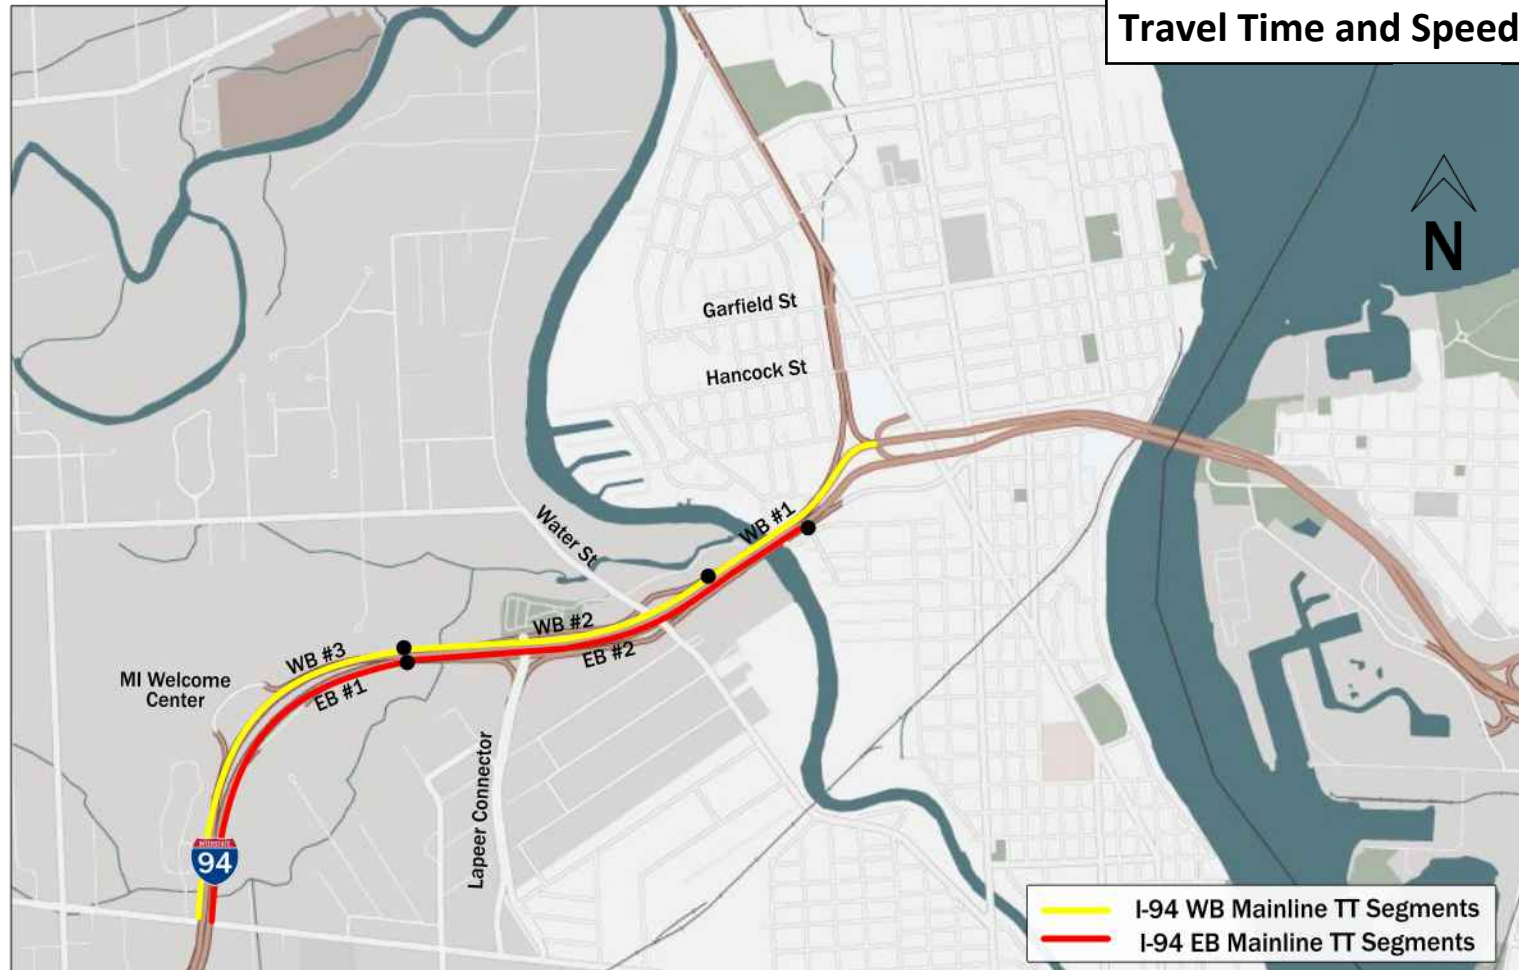 Travel Time and Speed
N
Garfield St
Hancock St
Water St
WB #1
WB #2
EB #2
WB #3
EB #1
MI Welcome
Center
Lapeer Connector
INTERSTATE
94
I-94 WB Mainline TT Segments
I-94 EB Mainline TT Segments